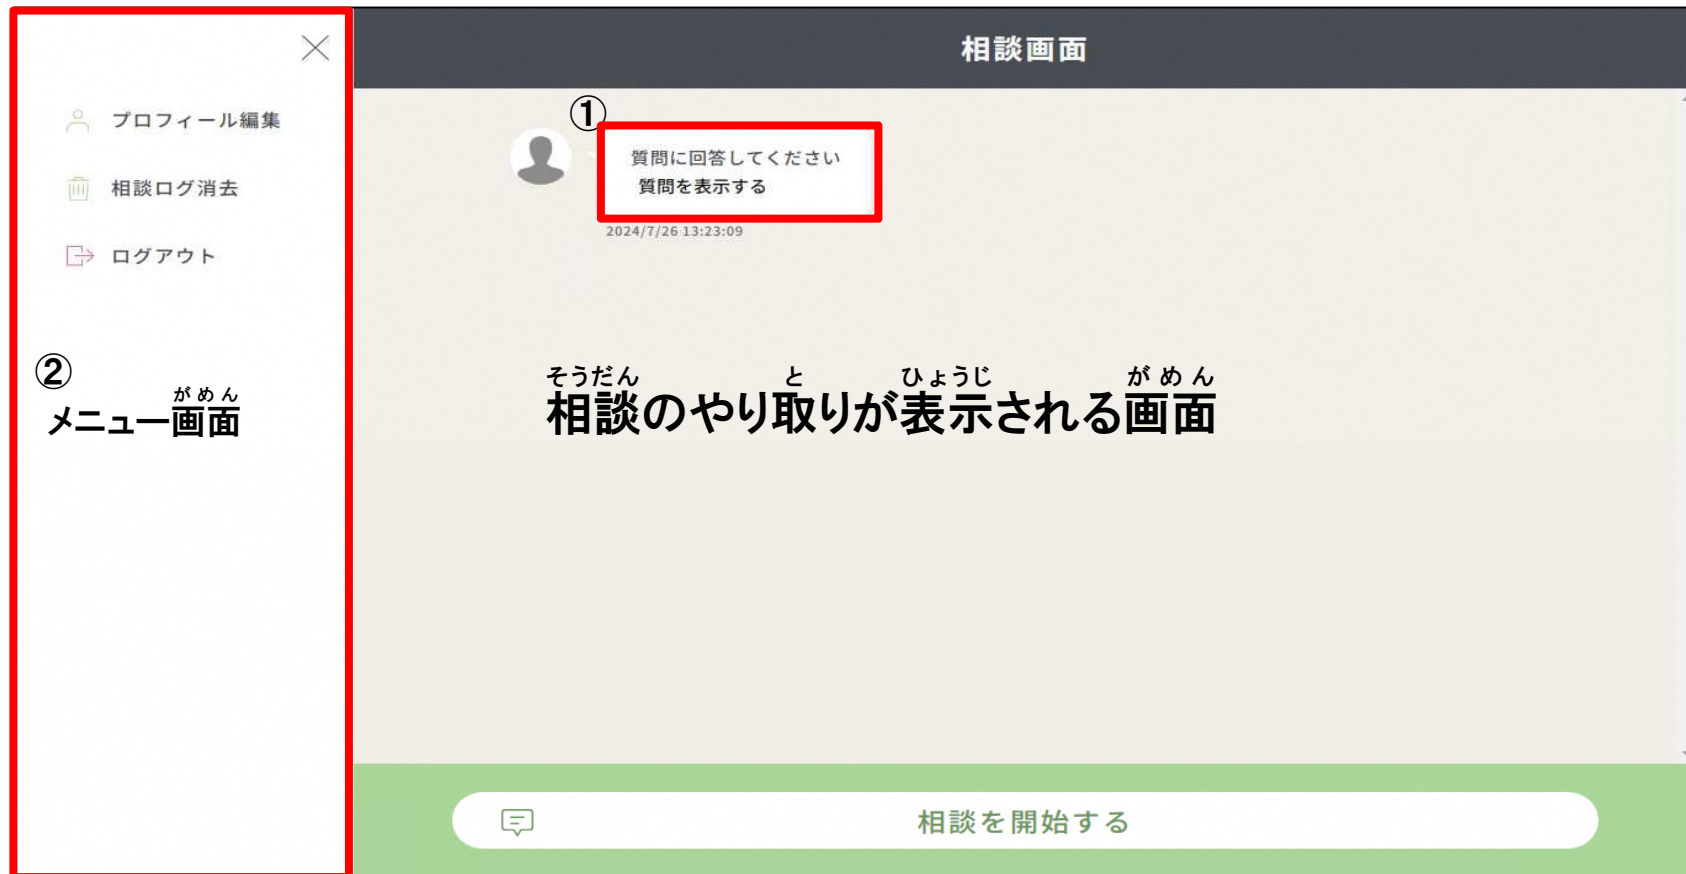 プロフィール編集
相談ログ消去
ログアウト
②
がめん
メニュー画面
相談画面
①
質問に回答してください
質問を表示する
2024/7/26 13:23:09
そうだん と ひょうじ がめん
相談のやり取りが表示される画面
相談を開始する